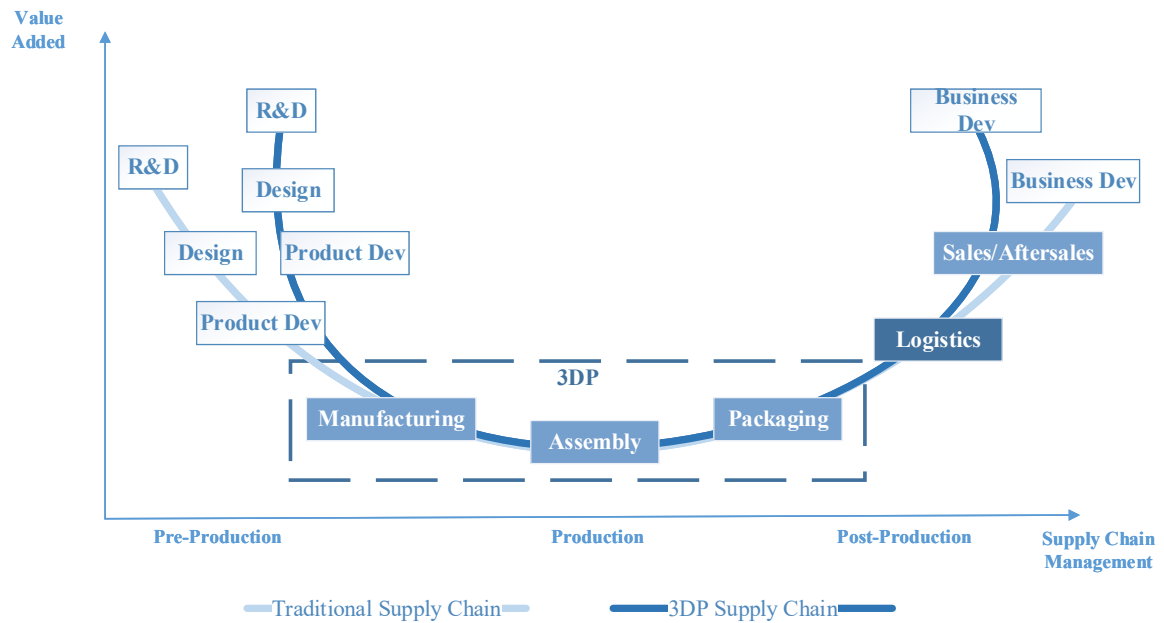 Value
Added
R&D
Business
Dev
R&D
Business Dev
Design
Design
Product Dev
Sales/Aftersales
Product Dev
Logistics
3DP
Manufacturing
Assembly
Packaging
Pre-Production
Production
Post-Production
Supply Chain
Management
Traditional Supply Chain
3DP Supply Chain